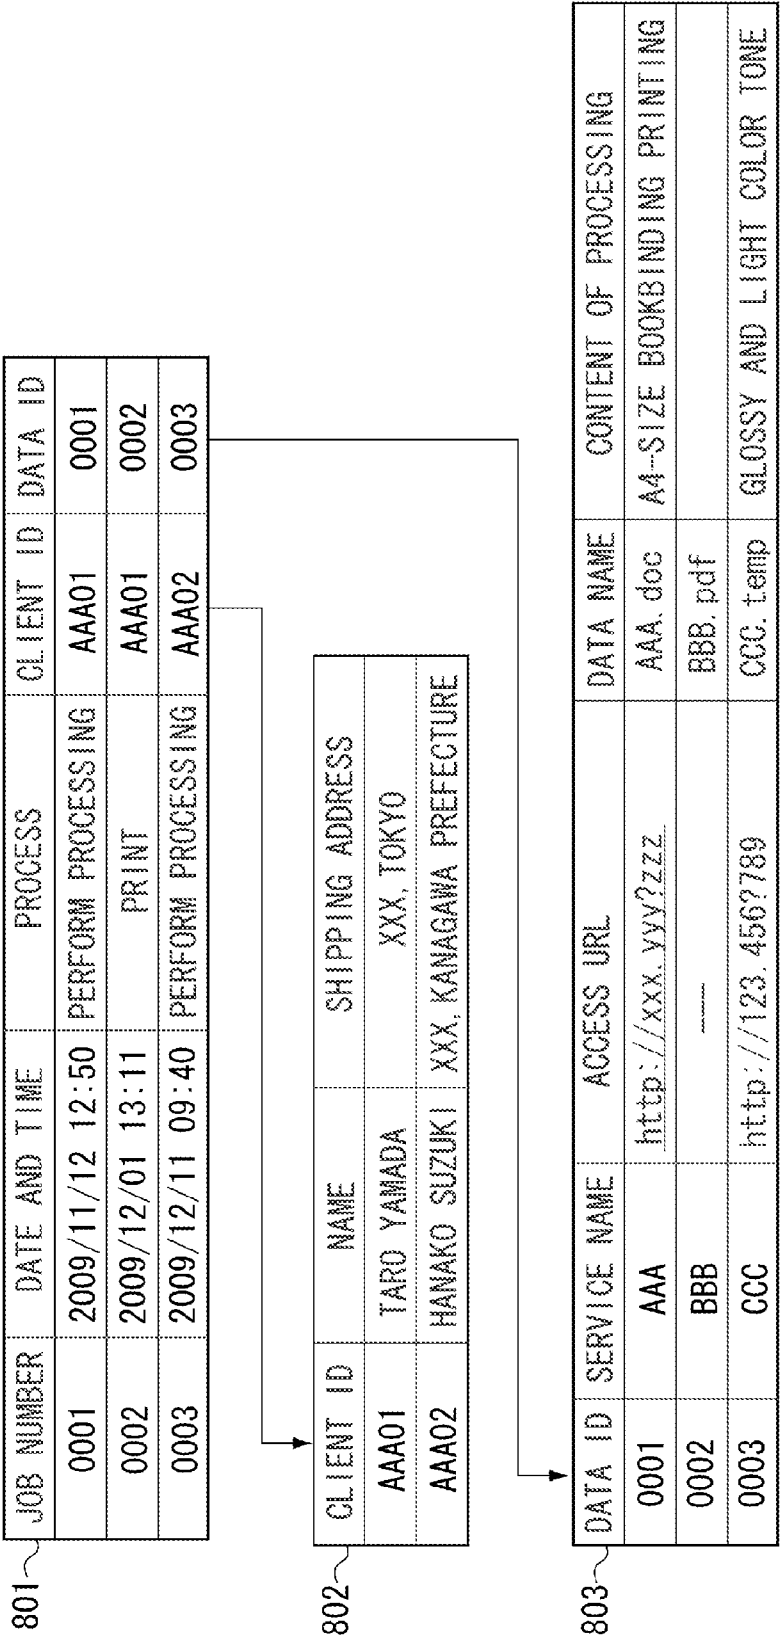 801
JOB NUMBER DATE AND TIME PROCESS CLIENT ID DATA ID
0001 2009/11/12 12:50 PERFORM PROCESSING AAA01 0001
0002 2009/12/01 13:11 PRINT AAA01 0002
0003 2009/12/11 09:40 PERFORM PROCESSING AAA02 0003
802
CLIENT ID NAME SHIPPING ADDRESS
AAA01 TARO YAMADA XXX, TOKYO
AAA02 HANAKO SUZUKI XXX, KANAGAWA PREFECTURE
803
DATA ID SERVICE NAME ACCESS URL DATA NAME CONTENT OF PROCESSING
0001 AAA http://xxx.yyy?zzz AAA.doc A4-SIZE BOOKBINDING PRINTING
0002 BBB — BBB.pdf
0003 CCC http://123.456?789 CCC.temp GLOSSY AND LIGHT COLOR TONE